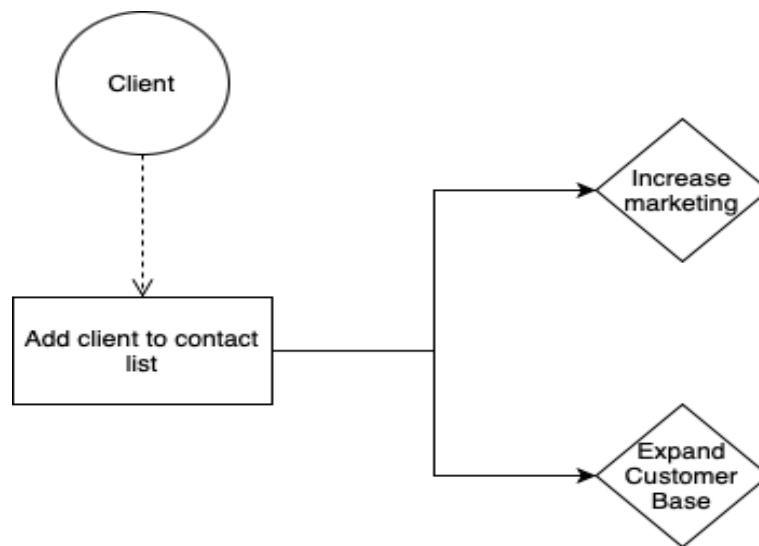 Client
Increase
marketing
Add client to contact
list
Expand
Customer
Base